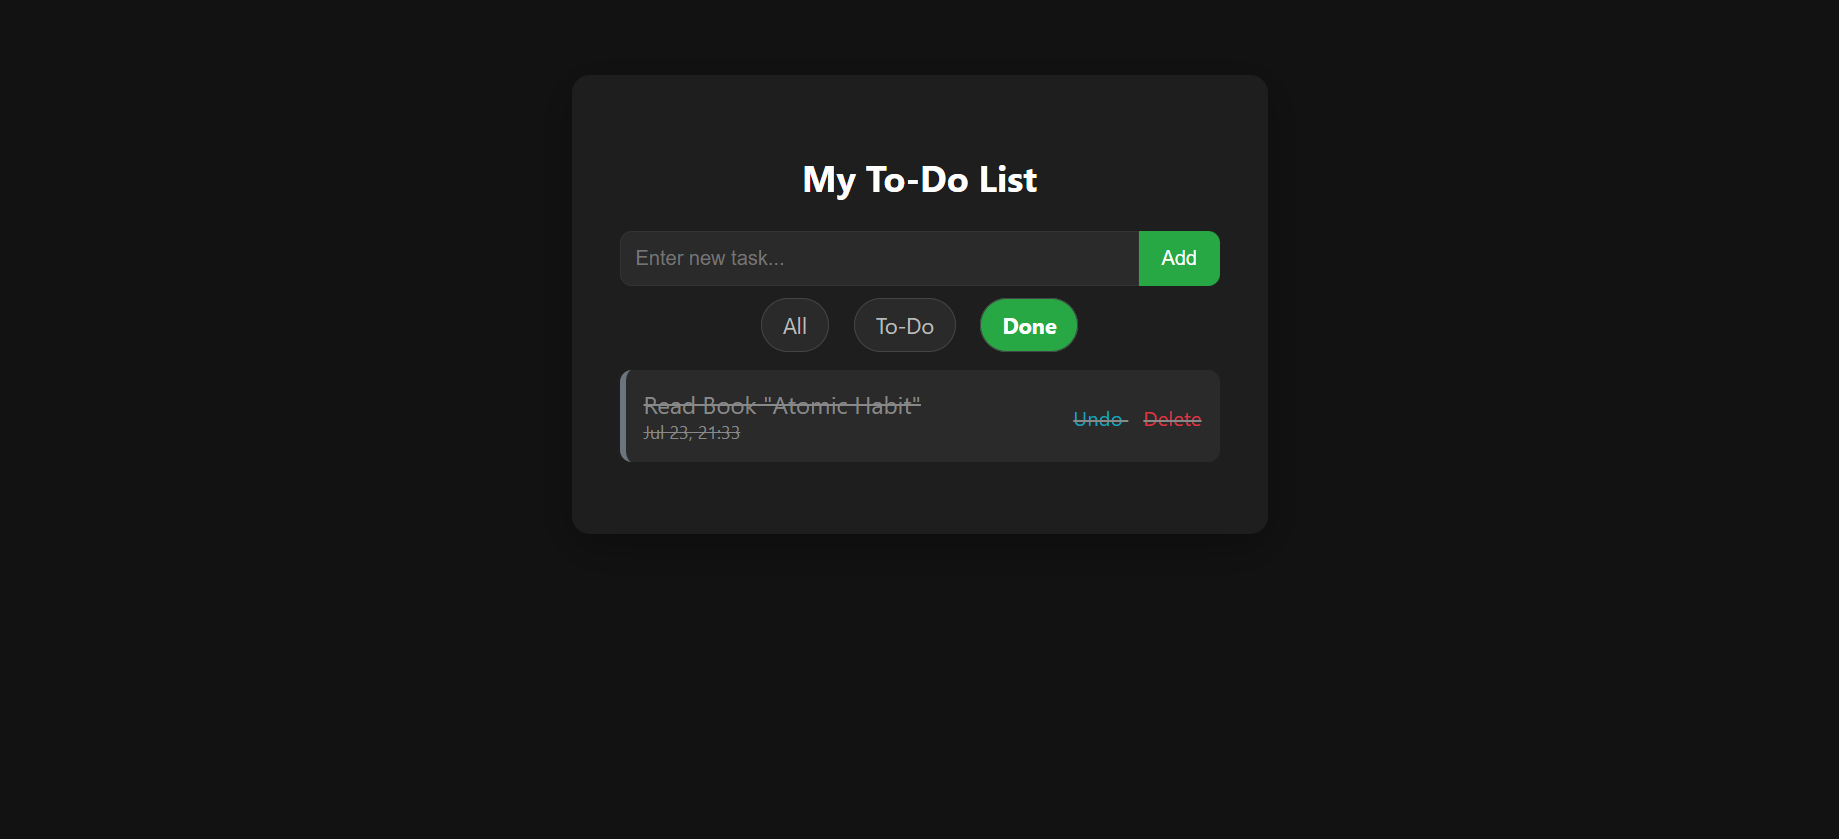 My To-Do List
Enter new task...
Add
All
To-Do
Done
Read Book "Atomic Habit"
Jul 23, 21:33
Undo
Delete